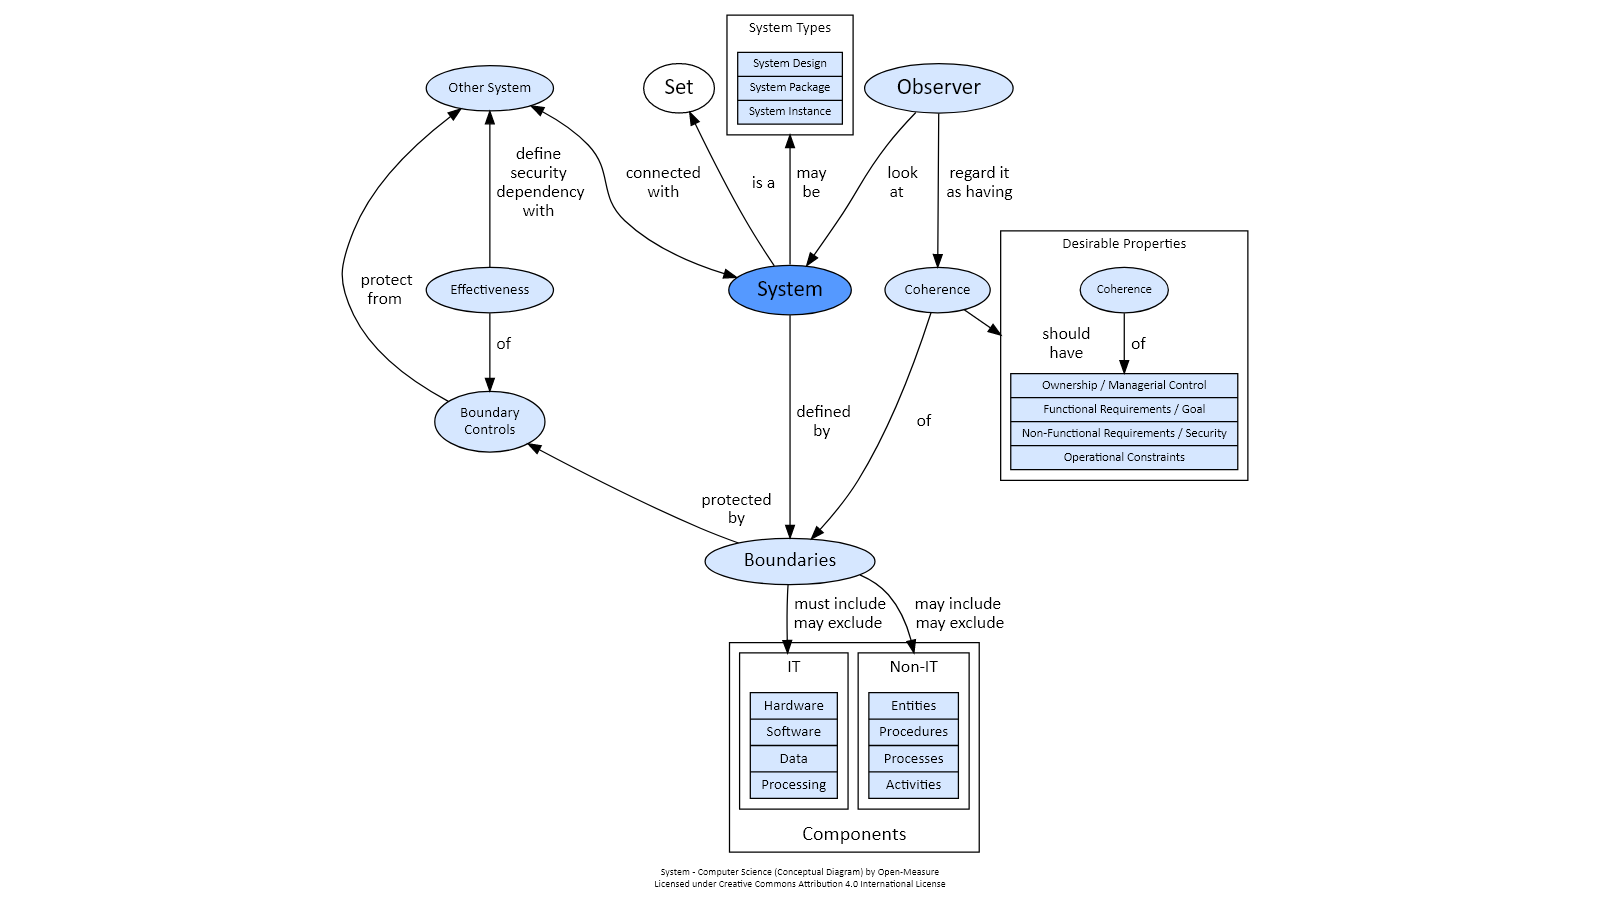 System Types
System Design
System Package
System Instance
Other System
Set
Observer
define
security
dependency
with
connected
with
is a
may
be
look
at
regard it
as having
Desirable Properties
protect
from
Effectiveness
System
Coherence
Coherence
of
should
have
of
Ownership / Managerial Control
Functional Requirements / Goal
Non-Functional Requirements / Security
Operational Constraints
Boundary
Controls
defined
by
of
protected
by
Boundaries
must include
may exclude
may include
may exclude
IT
Hardware
Software
Data
Processing
Non-IT
Entities
Procedures
Processes
Activities
Components
System - Computer Science (Conceptual Diagram) by Open-Measure
Licensed under Creative Commons Attribution 4.0 International License